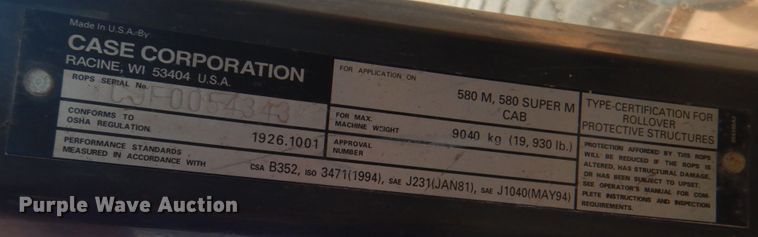 Made In U.S.A. By
CASE CORPORATION
RACINE, WI 53404 U.S.A.
ROPS SERIAL No.
CJF0054343
CONFORMS TO
OSHA REGULATION
1926.1001
PERFORMANCE STANDARDS
MEASURED IN ACCORDANCE WITH
CSA B352, ISO 3471(1994), SAE J231(JAN81), SAE J1040(MAY94)
FOR APPLICATION ON
580 M, 580 SUPER M
CAB
FOR MAX.
MACHINE WEIGHT
9040 kg (19, 930 lb.)
APPROVAL
NUMBER
TYPE-CERTIFICATION FOR
ROLLOVER
PROTECTIVE STRUCTURES
PROTECTION AFFORDED BY THIS ROPS
WILL BE REDUCED IF THE ROPS IS
ALTERED, HAS STRUCTURAL DAMAGE,
OR HAS BEEN SUBJECT TO UPSET.
SEE OPERATOR'S MANUAL FOR COM-
PLETE INSTRUCTIONS AND INSPECTION
REQUIREMENTS.
Purple Wave Auction